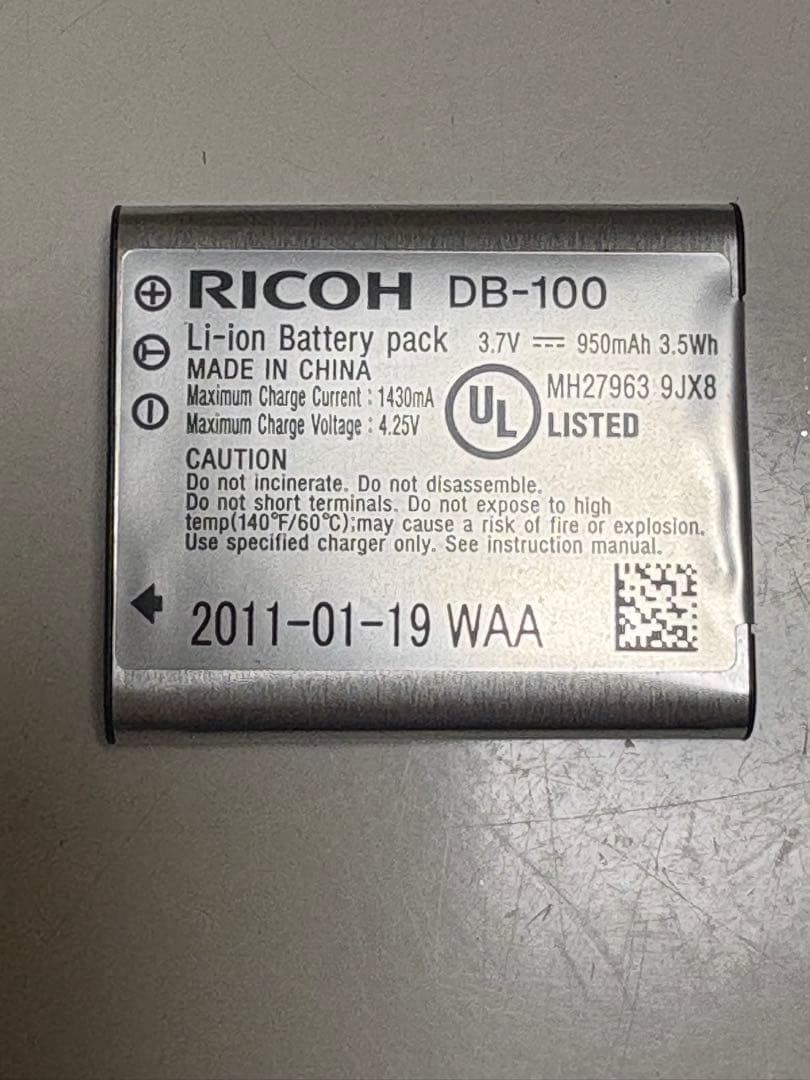 RICOH DB-100
Li-ion Battery pack 3.7V ⎓ 950mAh 3.5Wh
MADE IN CHINA
Maximum Charge Current : 1430mA
Maximum Charge Voltage : 4.25V
UL MH27963 9JX8
LISTED
CAUTION
Do not incinerate. Do not disassemble.
Do not short terminals. Do not expose to high
temp(140°F/60°C);may cause a risk of fire or explosion.
Use specified charger only. See instruction manual.
2011-01-19 WAA